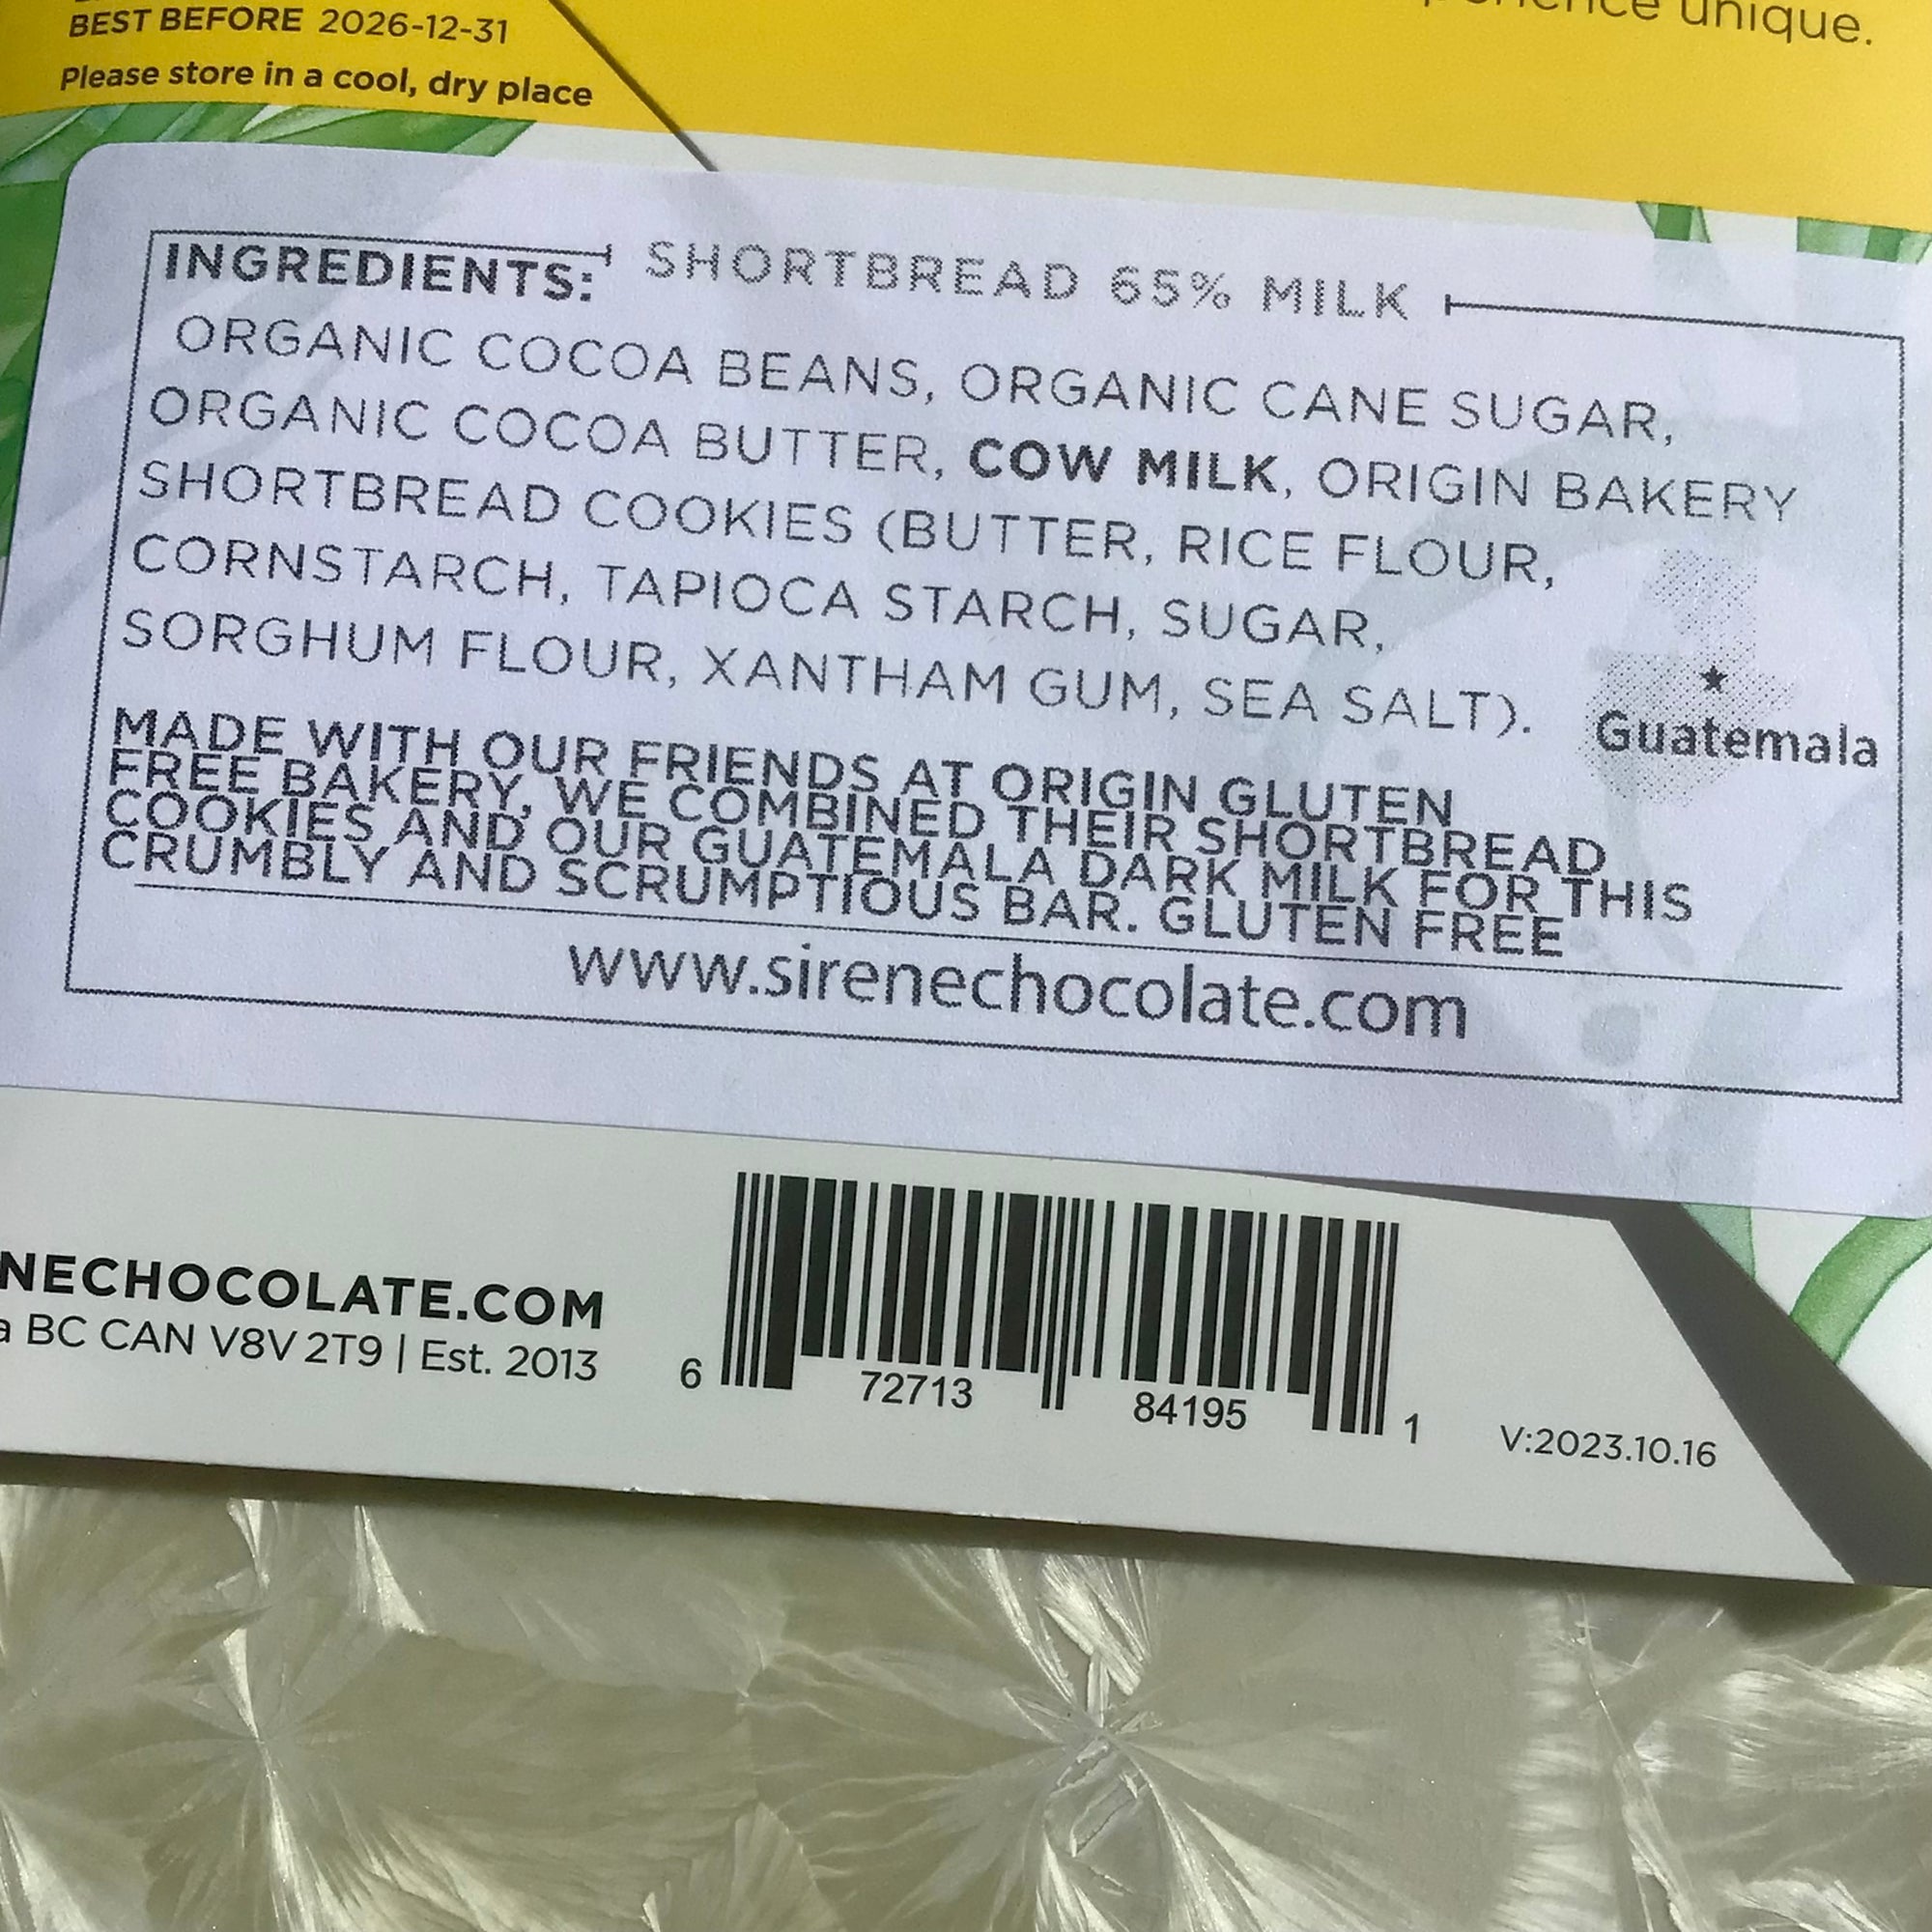 unique.
BEST BEFORE 2026-12-31
Please store in a cool, dry place
INGREDIENTS: SHORTBREAD 65% MILK
ORGANIC COCOA BEANS, ORGANIC CANE SUGAR,
ORGANIC COCOA BUTTER, COW MILK, ORIGIN BAKERY
SHORTBREAD COOKIES (BUTTER, RICE FLOUR,
CORNSTARCH, TAPIOCA STARCH, SUGAR,
SORGHUM FLOUR, XANTHAM GUM, SEA SALT).
Guatemala
MADE WITH OUR FRIENDS AT ORIGIN GLUTEN
FREE BAKERY, WE COMBINED THEIR SHORTBREAD
COOKIES AND OUR GUATEMALA DARK MILK FOR THIS
CRUMBLY AND SCRUMPTIOUS BAR. GLUTEN FREE
www.sirenechocolate.com
NECHOCOLATE.COM
a BC CAN V8V 2T9 | Est. 2013
6 72713 84195 1
V:2023.10.16